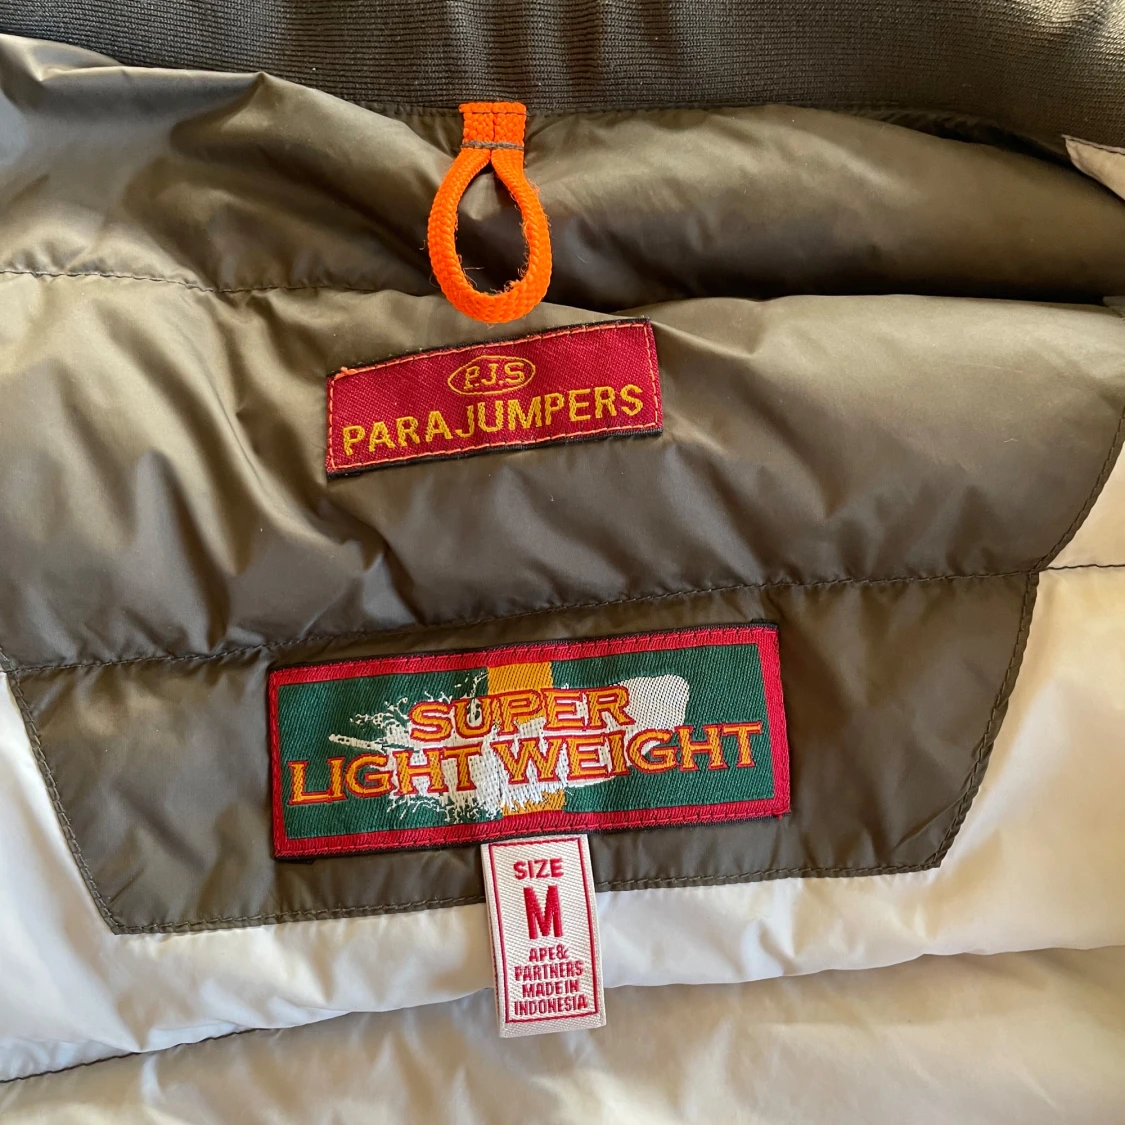 P.J.S
PARAJUMPERS
SUPER
LIGHT WEIGHT
SIZE
M
APE&
PARTNERS
MADE IN
INDONESIA